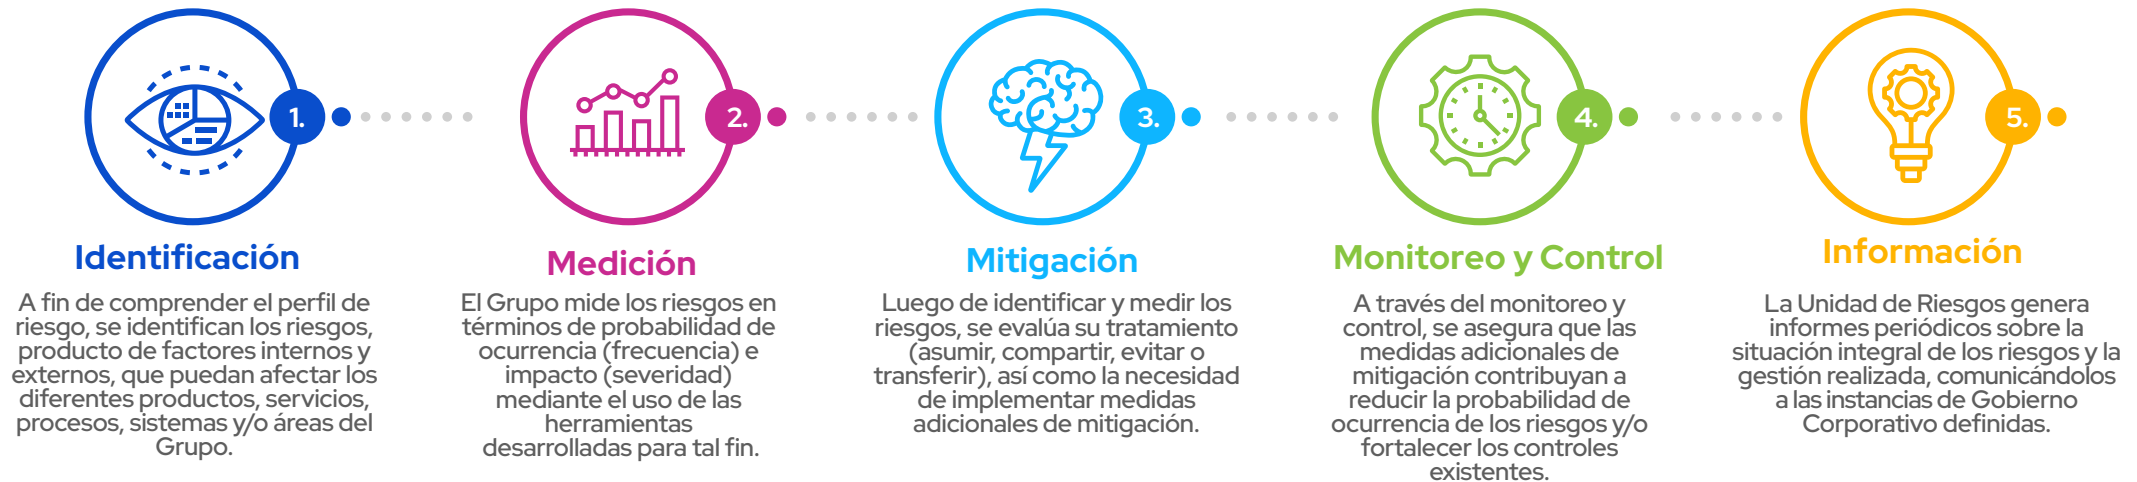 1.
Identificación
A fin de comprender el perfil de
riesgo, se identifican los riesgos,
producto de factores internos y
externos, que puedan afectar los
diferentes productos, servicios,
procesos, sistemas y/o áreas del
Grupo.
2.
Medición
El Grupo mide los riesgos en
términos de probabilidad de
ocurrencia (frecuencia) e
impacto (severidad)
mediante el uso de las
herramientas
desarrolladas para tal fin.
3.
Mitigación
Luego de identificar y medir los
riesgos, se evalúa su tratamiento
(asumir, compartir, evitar o
transferir), así como la necesidad
de implementar medidas
adicionales de mitigación.
4.
Monitoreo y Control
A través del monitoreo y
control, se asegura que las
medidas adicionales de
mitigación contribuyan a
reducir la probabilidad de
ocurrencia de los riesgos y/o
fortalecer los controles
existentes.
5.
Información
La Unidad de Riesgos genera
informes periódicos sobre la
situación integral de los riesgos y la
gestión realizada, comunicándolos
a las instancias de Gobierno
Corporativo definidas.